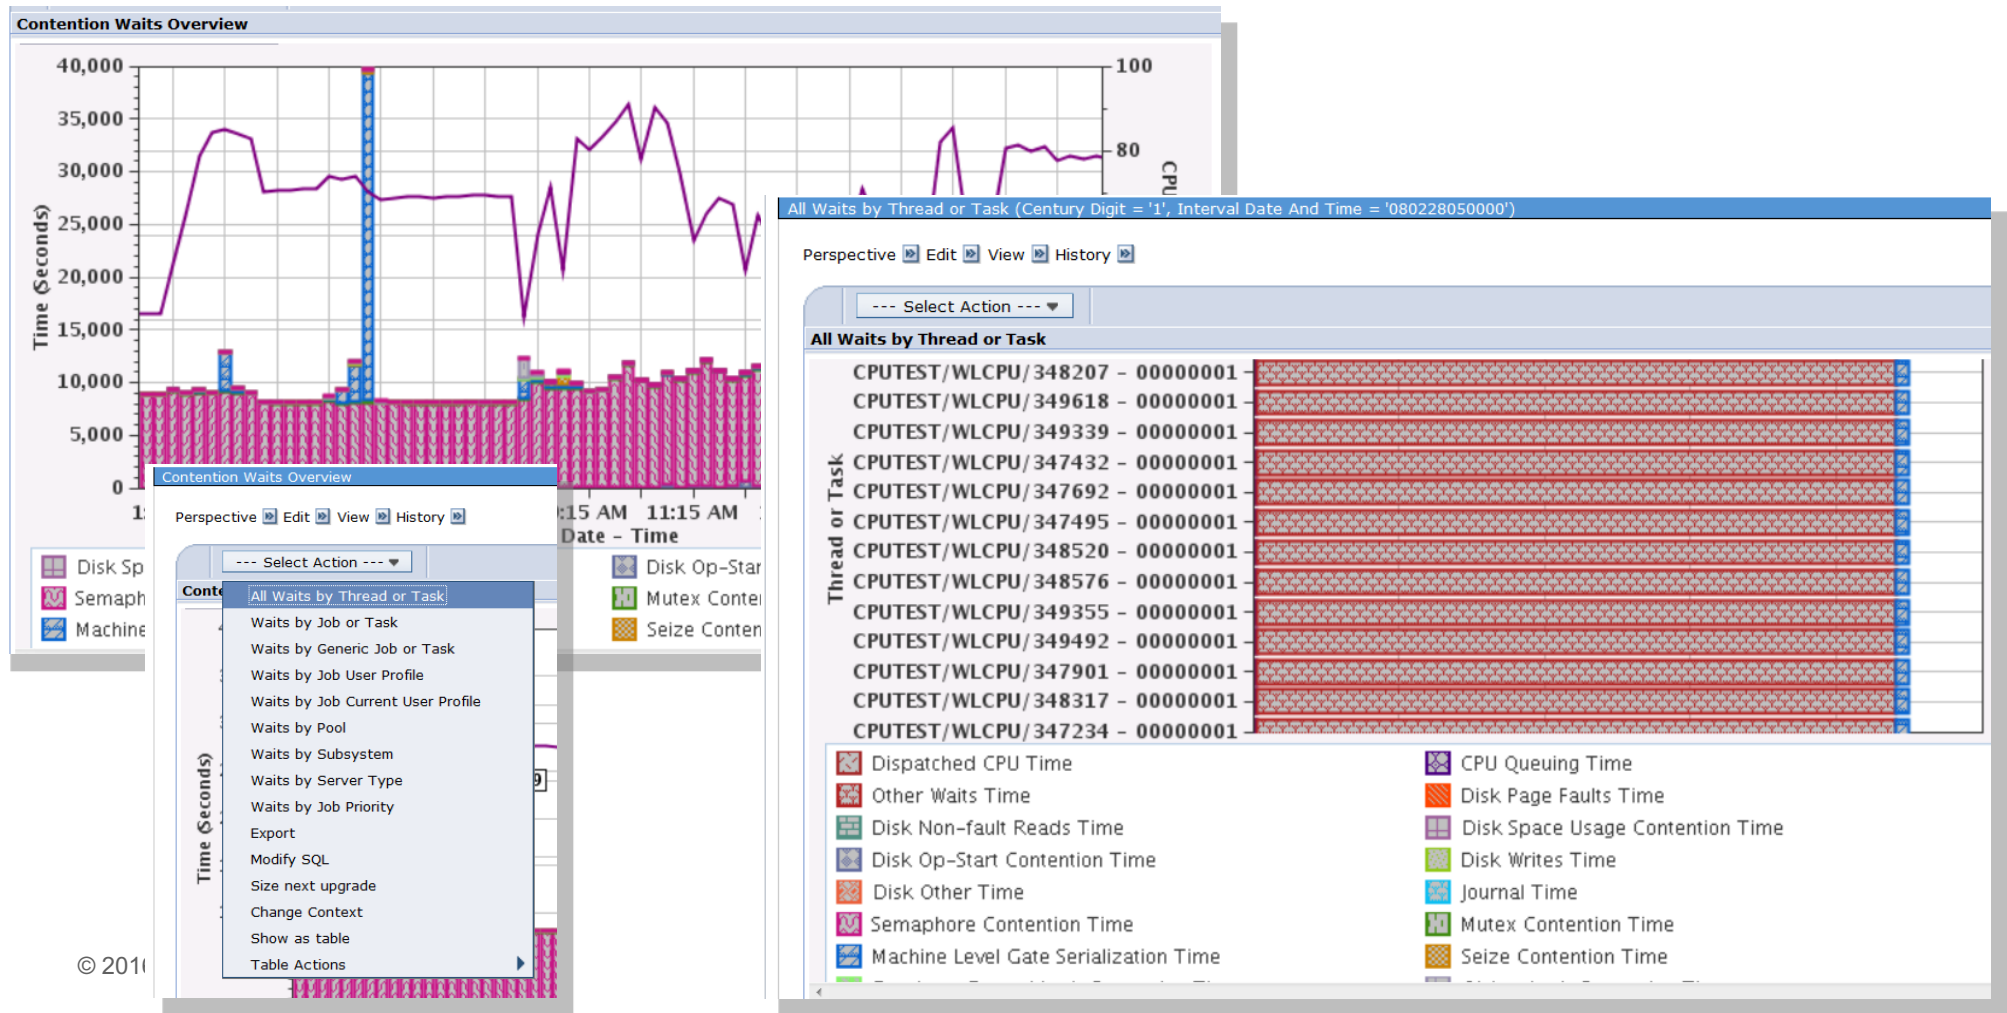 Contention Waits Overview
40,000
35,000
30,000
25,000
20,000
15,000
10,000
5,000
0
Time (Seconds)
100
80
CPU
:15 AM 11:15 AM
Date - Time
Disk Op-Star
Semaph
Mutex Conte
Machine
Seize Conten
Contention Waits Overview
Perspective Edit View History
--- Select Action ---
All Waits by Thread or Task
Waits by Job or Task
Waits by Generic Job or Task
Waits by Job User Profile
Waits by Job Current User Profile
Waits by Pool
Waits by Subsystem
Waits by Server Type
Waits by Job Priority
Export
Modify SQL
Size next upgrade
Change Context
Show as table
Table Actions
Time (Seconds)
© 2016
All Waits by Thread or Task (Century Digit = '1', Interval Date And Time = '080228050000')
Perspective Edit View History
--- Select Action ---
All Waits by Thread or Task
Thread or Task
CPUTEST/WLCPU/348207 - 00000001
CPUTEST/WLCPU/349618 - 00000001
CPUTEST/WLCPU/349339 - 00000001
CPUTEST/WLCPU/347432 - 00000001
CPUTEST/WLCPU/347692 - 00000001
CPUTEST/WLCPU/347495 - 00000001
CPUTEST/WLCPU/348520 - 00000001
CPUTEST/WLCPU/348576 - 00000001
CPUTEST/WLCPU/349355 - 00000001
CPUTEST/WLCPU/349492 - 00000001
CPUTEST/WLCPU/347901 - 00000001
CPUTEST/WLCPU/348317 - 00000001
CPUTEST/WLCPU/347234 - 00000001
Dispatched CPU Time
CPU Queuing Time
Other Waits Time
Disk Page Faults Time
Disk Non-fault Reads Time
Disk Space Usage Contention Time
Disk Op-Start Contention Time
Disk Writes Time
Disk Other Time
Journal Time
Semaphore Contention Time
Mutex Contention Time
Machine Level Gate Serialization Time
Seize Contention Time